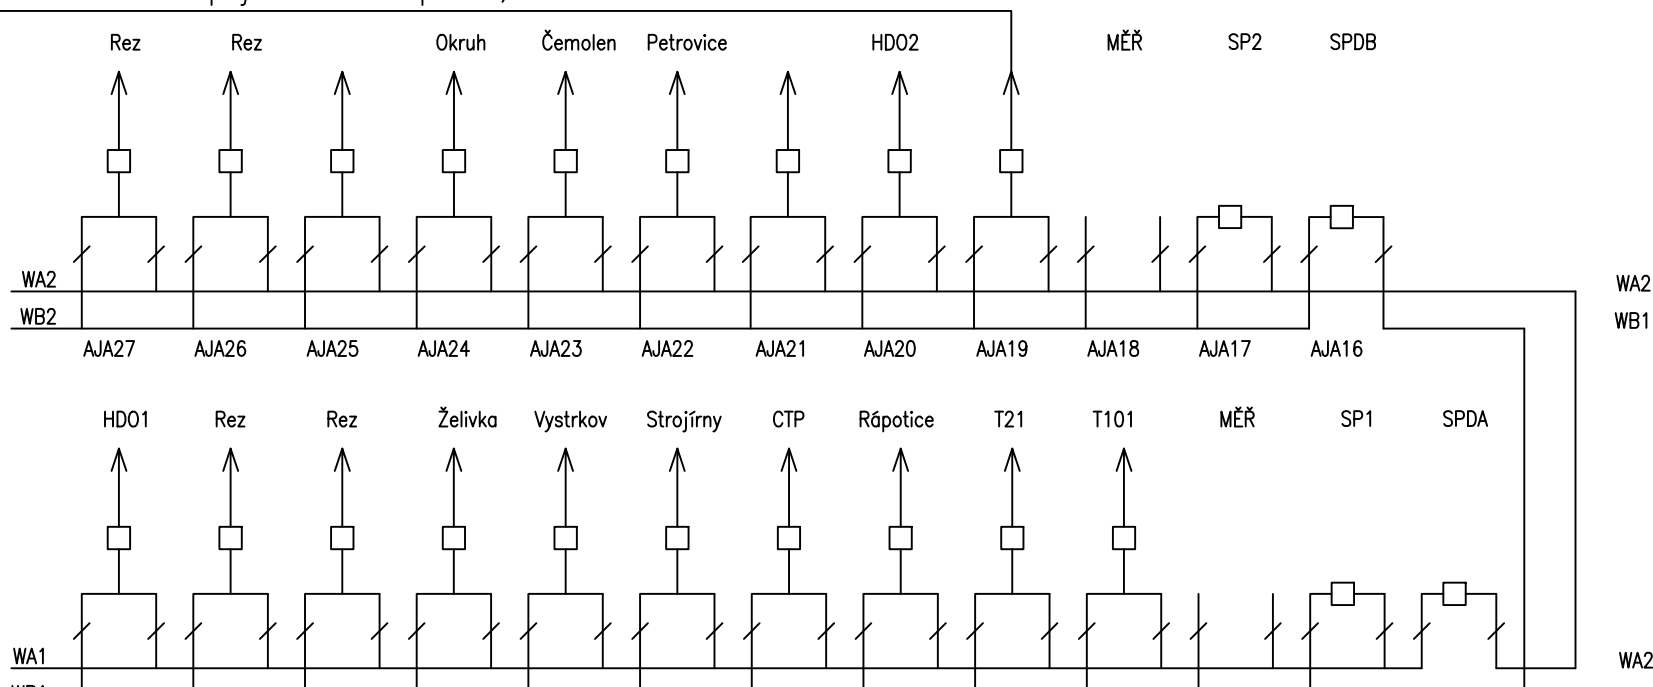 Rez Rez Okruh Čemolen Petrovice HDO2 MĚŘ SP2 SPDB
WA2 WA2
WB2 WB1
AJA27 AJA26 AJA25 AJA24 AJA23 AJA22 AJA21 AJA20 AJA19 AJA18 AJA17 AJA16
HDO1 Rez Rez Želivka Vystrkov Strojírny CTP Rápotice T21 T101 MĚŘ SP1 SPDA
WA1 WA2